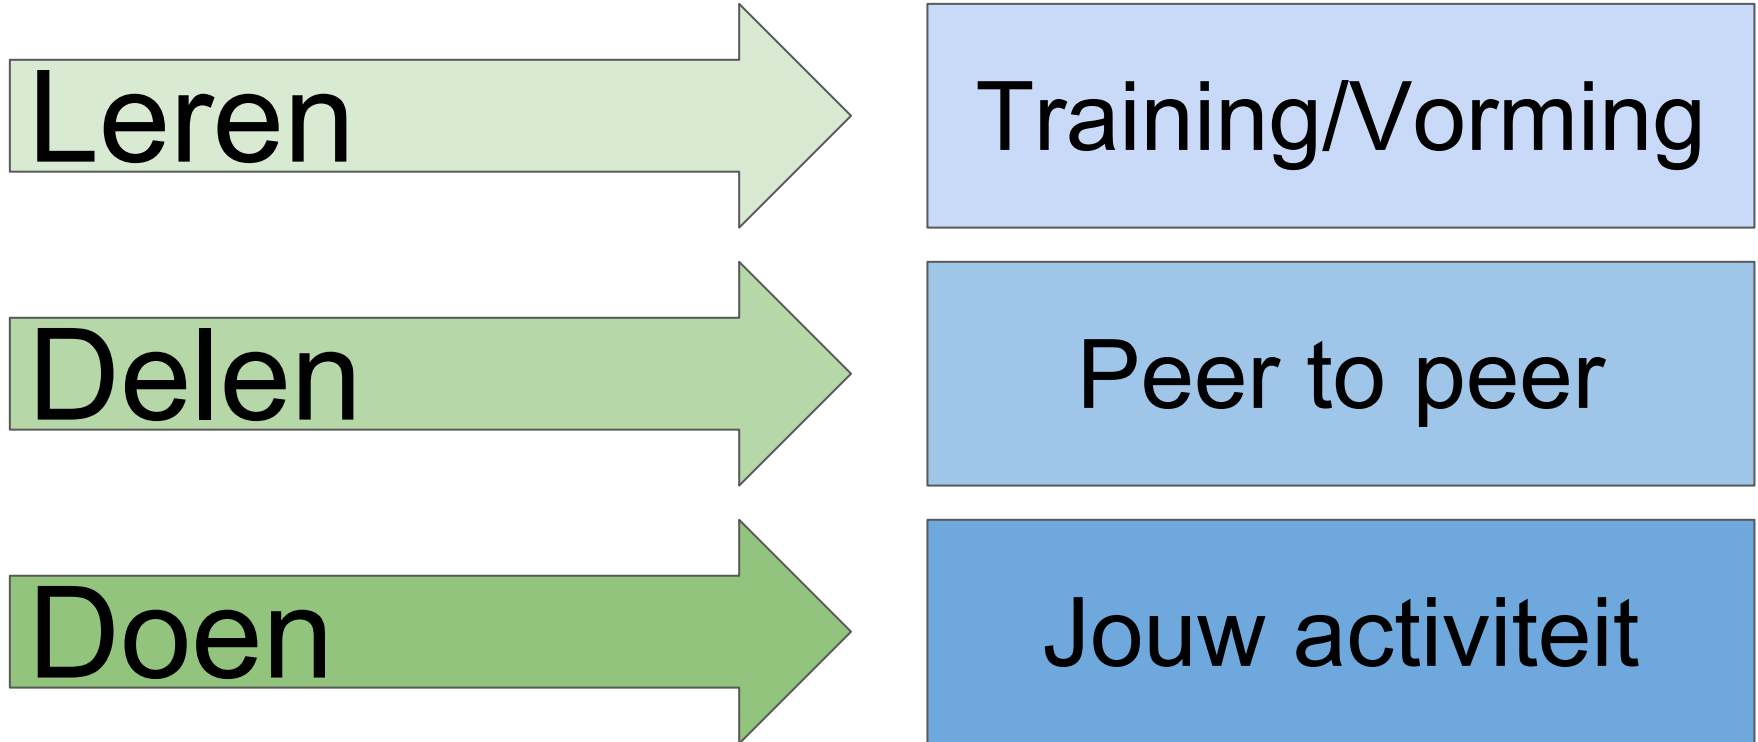 Leren
Training/Vorming
Delen
Peer to peer
Doen
Jouw activiteit